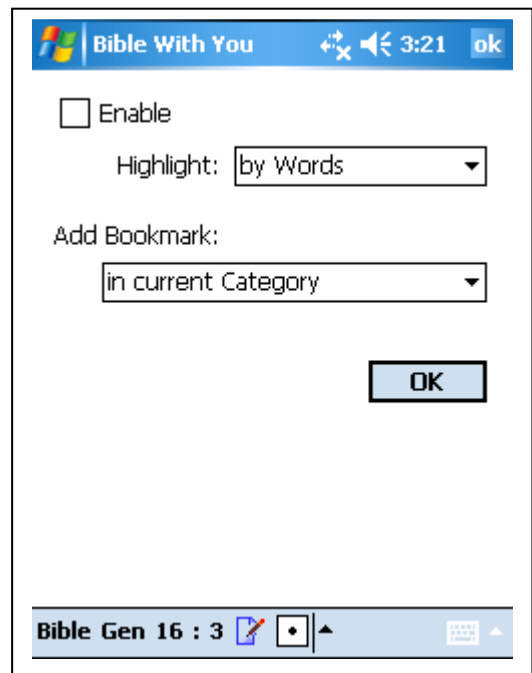 Bible With You 3:21 ok
Enable
Highlight: by Words
Add Bookmark:
in current Category
OK
Bible Gen 16 : 3